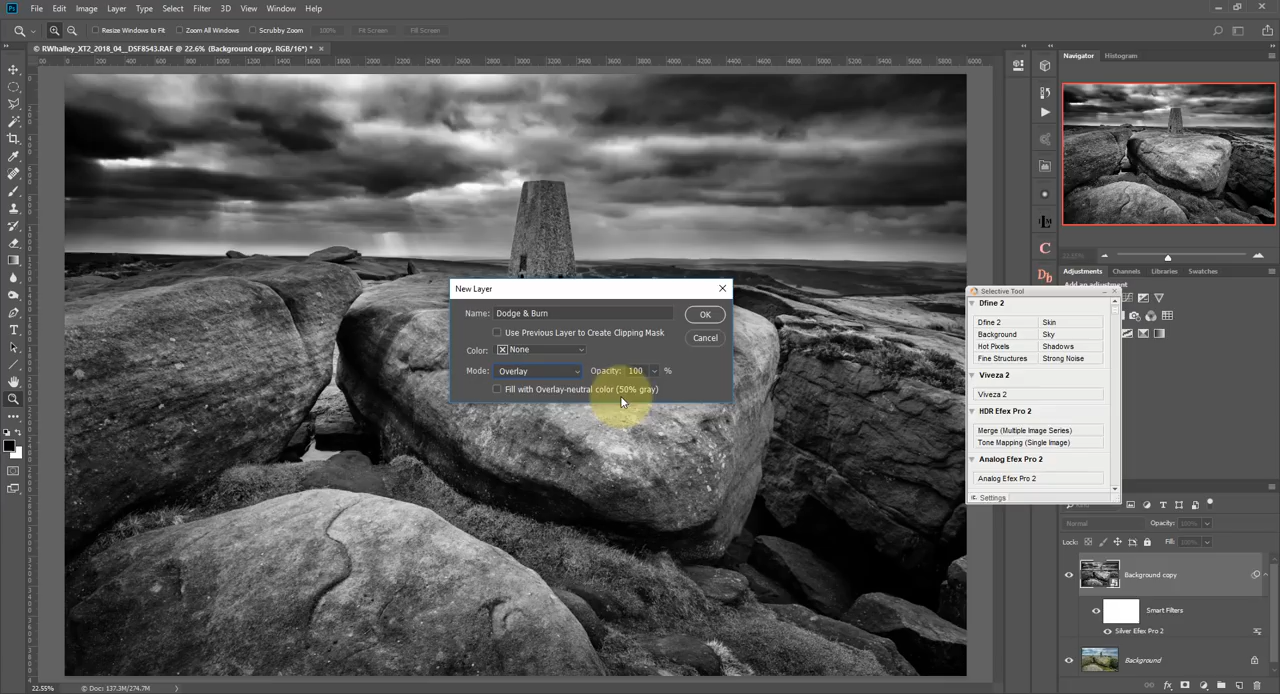 Ps File Edit Image Layer Type Select Filter 3D View Window Help
Resize Windows to Fit Zoom All Windows Scrubby Zoom 100% Fit Screen Fill Screen
© RWhalley_XT2_2018_04__DSF8543.RAF @ 22.6% (Background copy, RGB/16*) *
Navigator Histogram
New Layer
Name: Dodge & Burn OK
Use Previous Layer to Create Clipping Mask
Color: None Cancel
Mode: Overlay Opacity: 100 %
Fill with Overlay-neutral color (50% gray)
22.55%
Adjustments Channels Libraries Swatches
Add an adjustment
Selective Tool
Dfine 2
Dfine 2 Skin
Background Sky
Hot Pixels Shadows
Fine Structures Strong Noise
Viveza 2
Viveza 2
HDR Efex Pro 2
Merge (Multiple Image Series)
Tone Mapping (Single Image)
Analog Efex Pro 2
Analog Efex Pro 2
Settings
Normal Opacity: 100%
Lock: Fill: 100%
Background copy
Smart Filters
Silver Efex Pro 2
Background
22.55% Doc: 137.3M/274.7M